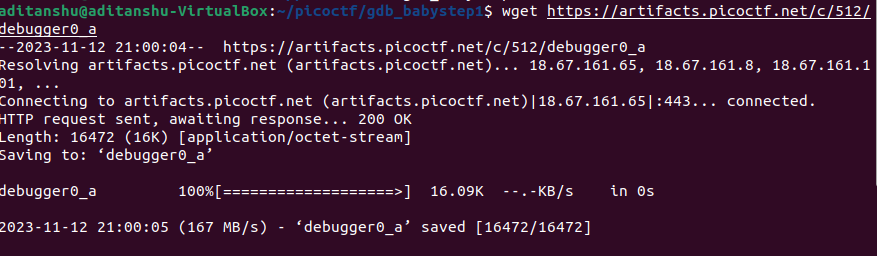 aditanshu@aditanshu-VirtualBox:~/picoctf/gdb_babystep1$ wget https://artifacts.picoctf.net/c/512/
debugger0_a
--2023-11-12 21:00:04--  https://artifacts.picoctf.net/c/512/debugger0_a
Resolving artifacts.picoctf.net (artifacts.picoctf.net)... 18.67.161.65, 18.67.161.8, 18.67.161.1
01, ...
Connecting to artifacts.picoctf.net (artifacts.picoctf.net)|18.67.161.65|:443... connected.
HTTP request sent, awaiting response... 200 OK
Length: 16472 (16K) [application/octet-stream]
Saving to: ‘debugger0_a’
debugger0_a         100%[===================>]  16.09K  --.-KB/s    in 0s
2023-11-12 21:00:05 (167 MB/s) - ‘debugger0_a’ saved [16472/16472]